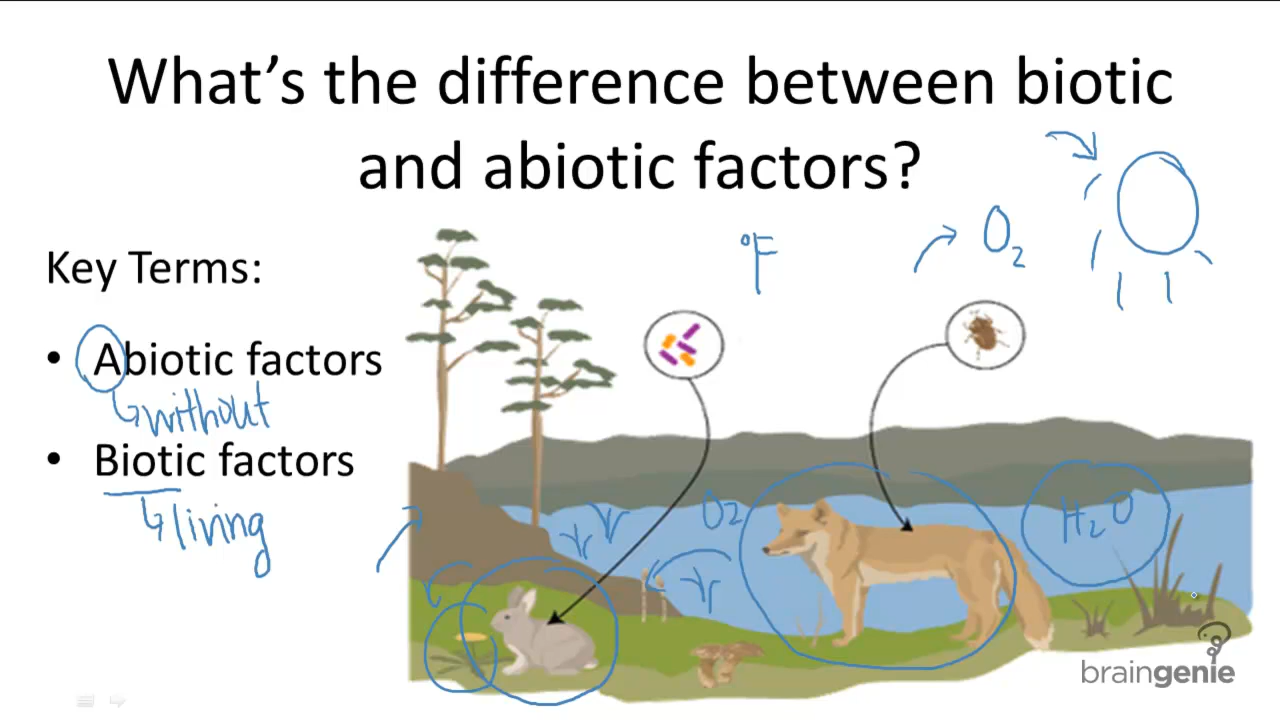 What's the difference between biotic
and abiotic factors?
Key Terms:
• Abiotic factors
without
• Biotic factors
living
°F
O₂
O₂
H₂O
braingenie